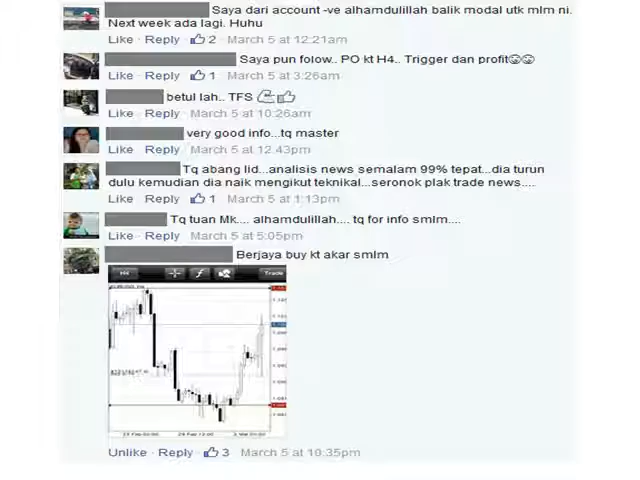 Saya dari account -ve alhamdulillah balik modal utk mlm ni.
Next week ada lagi. Huhu
Like · Reply · 2 · March 5 at 12:21am
Saya pun folow.. PO kt H4.. Trigger dan profit
Like · Reply · 1 · March 5 at 3:26am
betul lah.. TFS
Like · Reply · March 5 at 10:26am
very good info...tq master
Like · Reply · March 5 at 12:43pm
Tq abang lid...analisis news semalam 99% tepat...dia turun
dulu kemudian dia naik mengikut teknikal...seronok plak trade news....
Like · Reply · 1 · March 5 at 1:13pm
Tq tuan Mk.... alhamdulillah.... tq for info smlm....
Like · Reply · March 5 at 5:05pm
Berjaya buy kt akar smlm
H4 Trade
Unlike · Reply · 3 · March 5 at 10:35pm